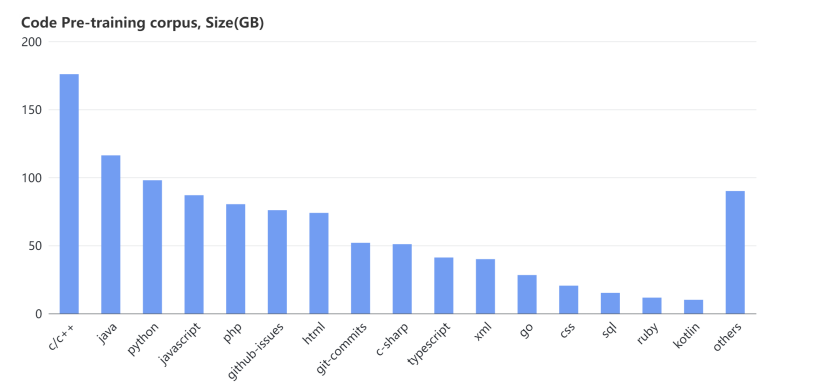 Code Pre-training corpus, Size(GB)
200
150
100
50
0
c/c++
java
python
javascript
php
github-issues
html
git-commits
c-sharp
typescript
xml
go
css
sql
ruby
kotlin
others